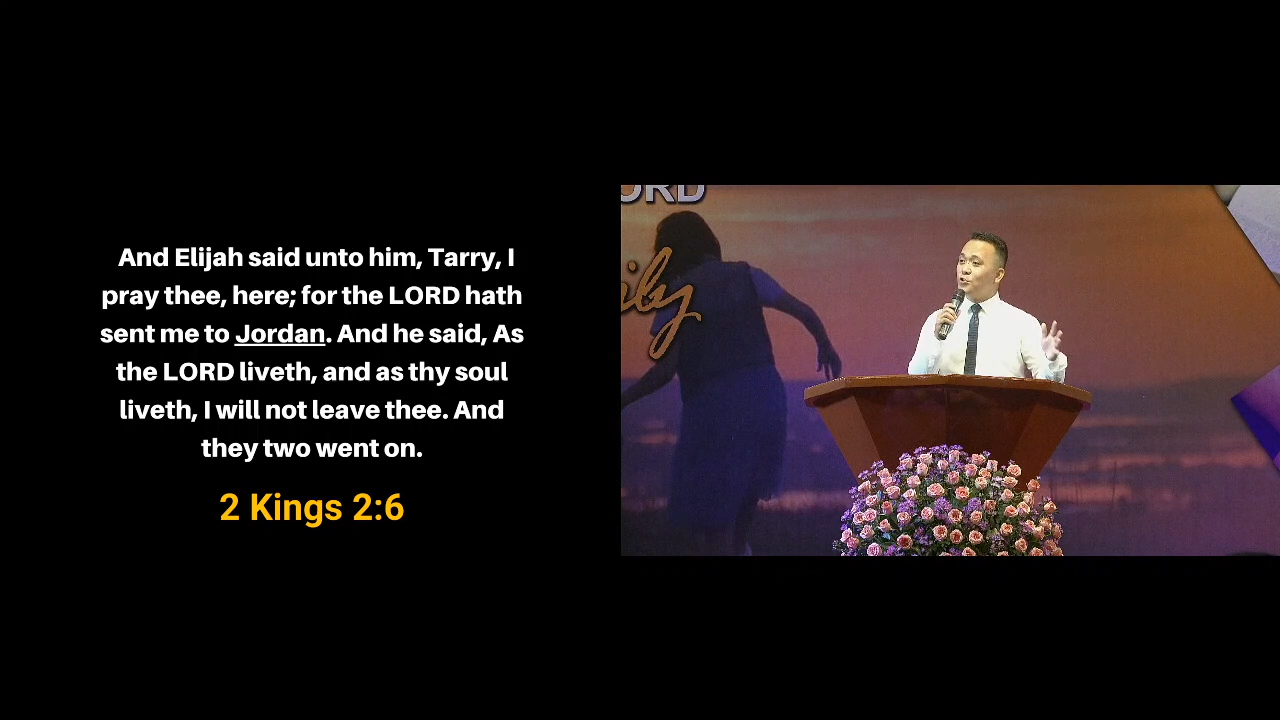 And Elijah said unto him, Tarry, I
pray thee, here; for the LORD hath
sent me to Jordan. And he said, As
the LORD liveth, and as thy soul
liveth, I will not leave thee. And
they two went on.
2 Kings 2:6
ORD
ily